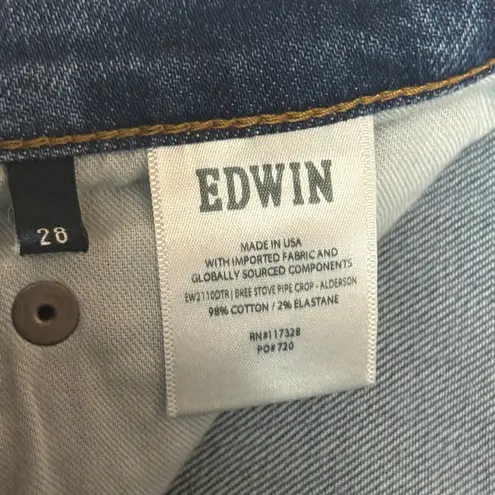 EDWIN
MADE IN USA
WITH IMPORTED FABRIC AND
GLOBALLY SOURCED COMPONENTS
EW21100TR | BREE STOVE PIPE CROP - ALDERSON
98% COTTON / 2% ELASTANE
RN#117328
PO#720
28